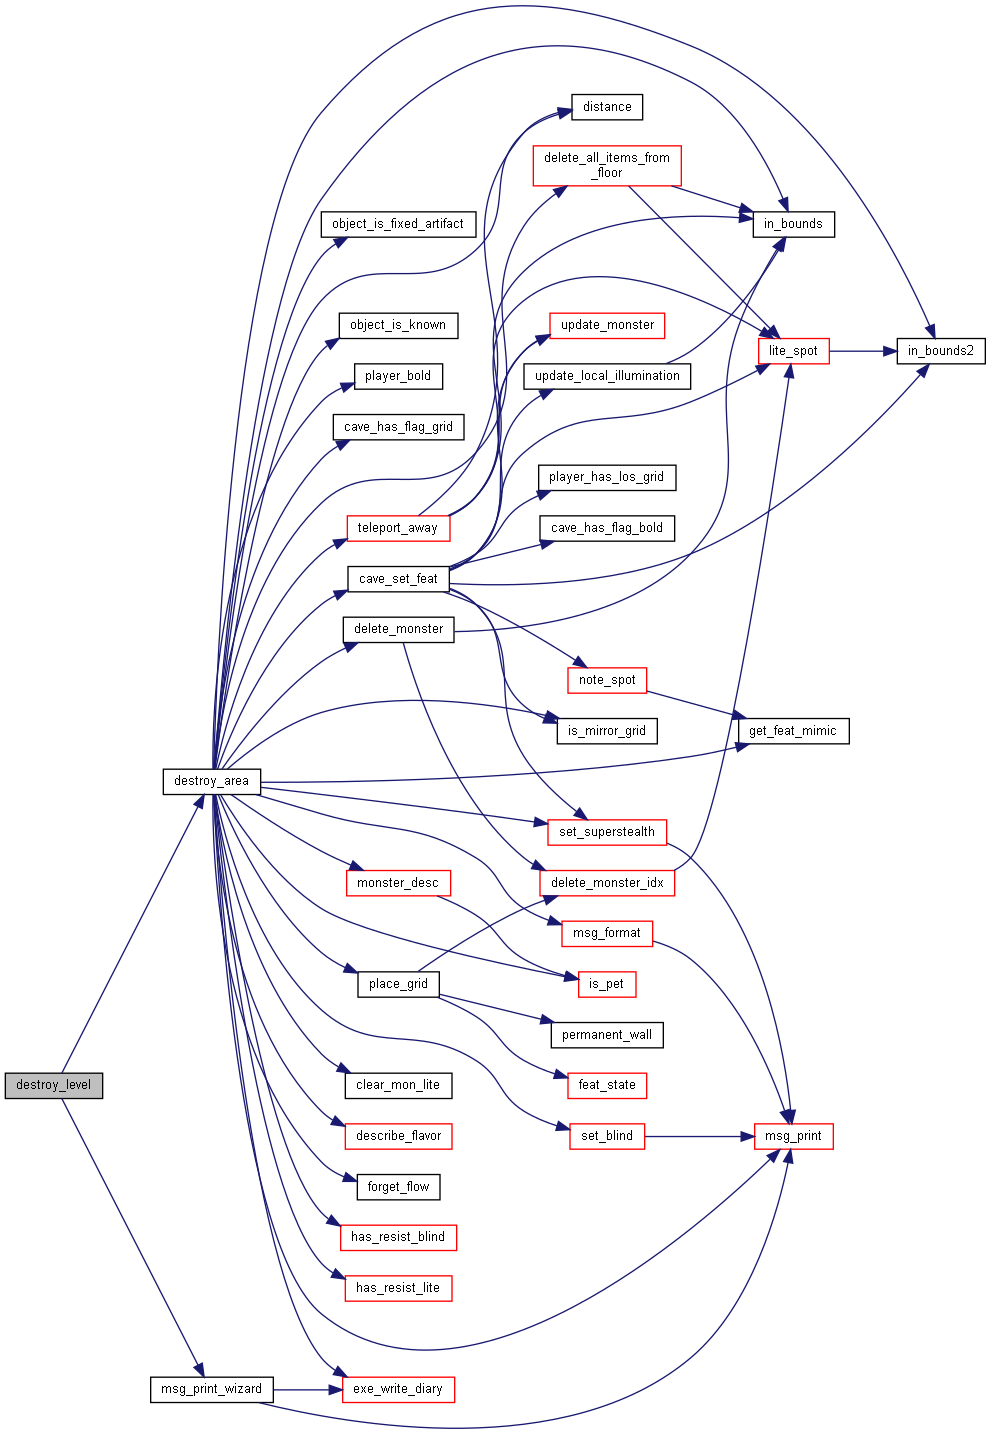 distance
delete_all_items_from
_floor
object_is_fixed_artifact
in_bounds
object_is_known
update_monster
lite_spot
in_bounds2
player_bold
update_local_illumination
cave_has_flag_grid
player_has_los_grid
teleport_away
cave_has_flag_bold
cave_set_feat
delete_monster
note_spot
is_mirror_grid
get_feat_mimic
destroy_area
set_superstealth
monster_desc
delete_monster_idx
msg_format
place_grid
is_pet
permanent_wall
destroy_level
clear_mon_lite
feat_state
describe_flavor
set_blind
msg_print
forget_flow
has_resist_blind
has_resist_lite
msg_print_wizard
exe_write_diary